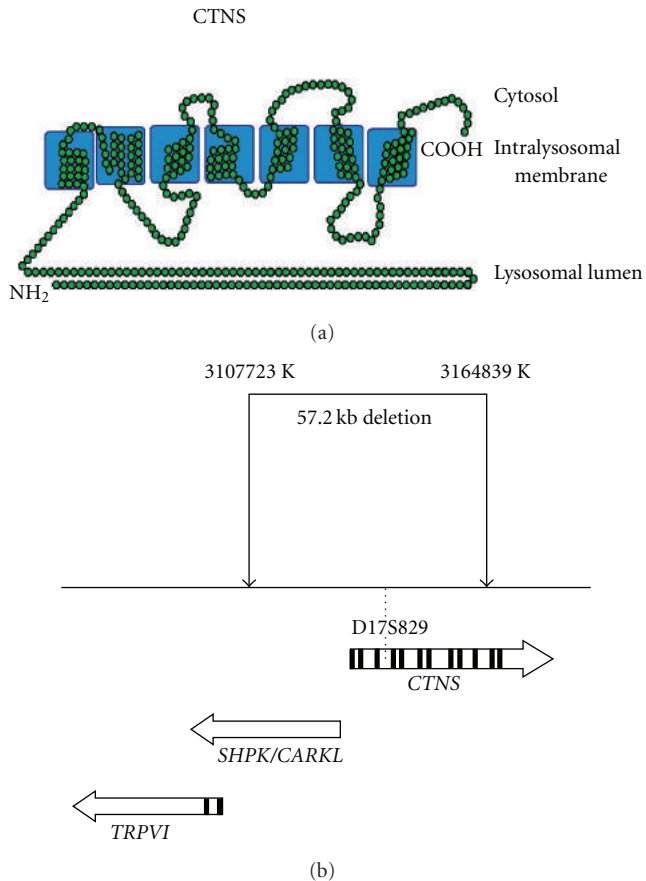 CTNS
Cytosol
COOH
Intralysosomal
membrane
Lysosomal lumen
NH2
(a)
3107723 K
3164839 K
57.2 kb deletion
D17S829
CTNS
SHPK/CARKL
TRPVI
(b)